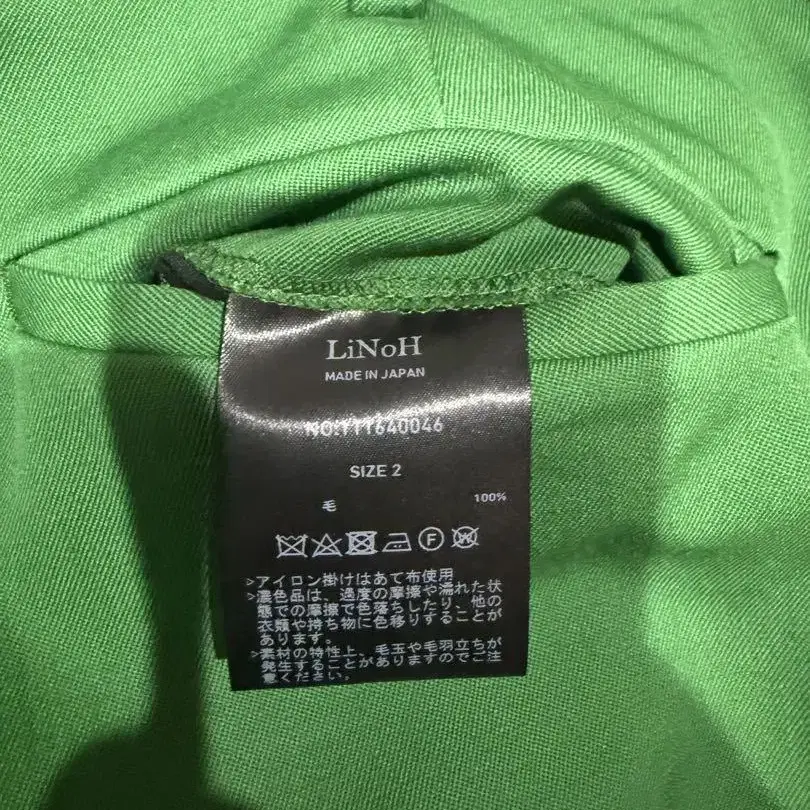 LiNoH
MADE IN JAPAN
NO.111640046
SIZE 2
毛 100%
F W
>アイロン掛けはあて布使用
>濃色品は、過度の摩擦や濡れた状
態での摩擦で色落ちしたり、他の
衣類や持ち物に色移りすることが
あります。
>素材の特性上、毛玉や毛羽立ちが
発生することがありますのでご注
意ください。